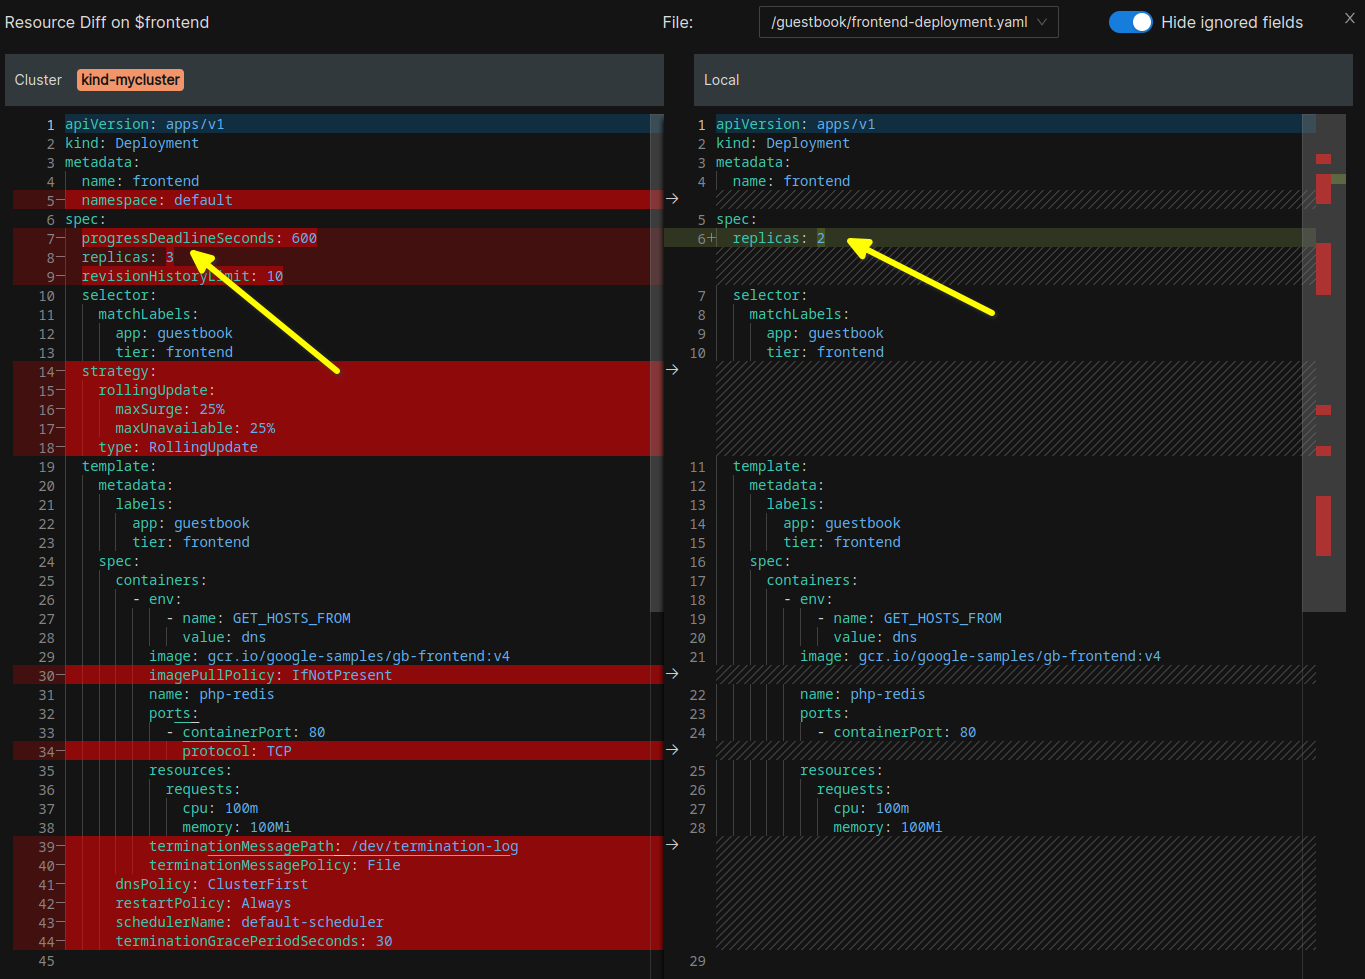 Resource Diff on $frontend
File:
/guestbook/frontend-deployment.yaml
Hide ignored fields
Cluster kind-mycluster
1 apiVersion: apps/v1
2 kind: Deployment
3 metadata:
4 name: frontend
5 namespace: default
6 spec:
7 progressDeadlineSeconds: 600
8 replicas: 3
9 revisionHistoryLimit: 10
10 selector:
11 matchLabels:
12 app: guestbook
13 tier: frontend
14 strategy:
15 rollingUpdate:
16 maxSurge: 25%
17 maxUnavailable: 25%
18 type: RollingUpdate
19 template:
20 metadata:
21 labels:
22 app: guestbook
23 tier: frontend
24 spec:
25 containers:
26 - env:
27 - name: GET_HOSTS_FROM
28 value: dns
29 image: gcr.io/google-samples/gb-frontend:v4
30 imagePullPolicy: IfNotPresent
31 name: php-redis
32 ports:
33 - containerPort: 80
34 protocol: TCP
35 resources:
36 requests:
37 cpu: 100m
38 memory: 100Mi
39 terminationMessagePath: /dev/termination-log
40 terminationMessagePolicy: File
41 dnsPolicy: ClusterFirst
42 restartPolicy: Always
43 schedulerName: default-scheduler
44 terminationGracePeriodSeconds: 30
45
Local
1 apiVersion: apps/v1
2 kind: Deployment
3 metadata:
4 name: frontend
5 spec:
6+ replicas: 2
7 selector:
8 matchLabels:
9 app: guestbook
10 tier: frontend
11 template:
12 metadata:
13 labels:
14 app: guestbook
15 tier: frontend
16 spec:
17 containers:
18 - env:
19 - name: GET_HOSTS_FROM
20 value: dns
21 image: gcr.io/google-samples/gb-frontend:v4
22 name: php-redis
23 ports:
24 - containerPort: 80
25 resources:
26 requests:
27 cpu: 100m
28 memory: 100Mi
29